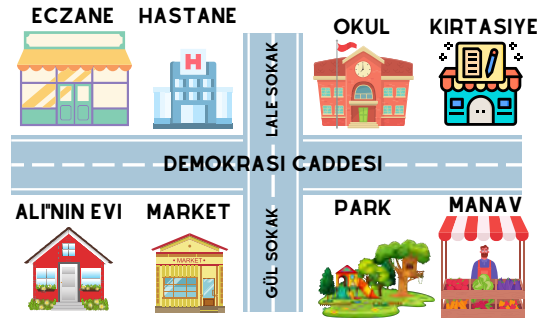 ECZANE
HASTANE
OKUL
KIRTASIYE
H
LALE SOKAK
DEMOKRASI CADDESI
ALI"NIN EVI
MARKET
PARK
MANAV
MARKET
GÜL SOKAK